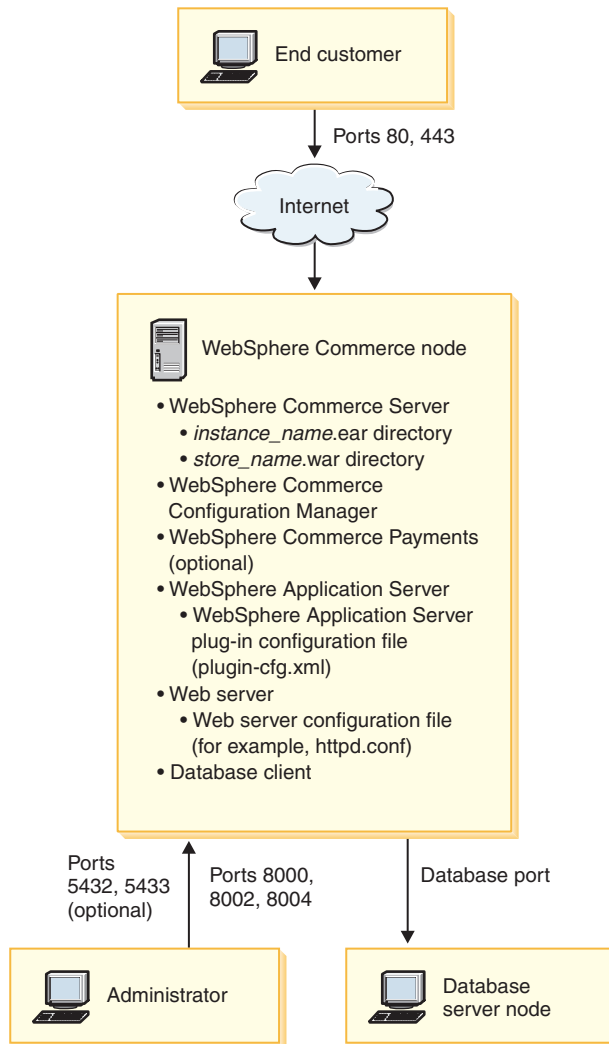 End customer
Ports 80, 443
Internet
WebSphere Commerce node
• WebSphere Commerce Server
• instance_name.ear directory
• store_name.war directory
• WebSphere Commerce
Configuration Manager
• WebSphere Commerce Payments
(optional)
• WebSphere Application Server
• WebSphere Application Server
plug-in configuration file
(plugin-cfg.xml)
• Web server
• Web server configuration file
(for example, httpd.conf)
• Database client
Ports
5432, 5433
(optional)
Ports 8000,
8002, 8004
Database port
Administrator
Database
server node